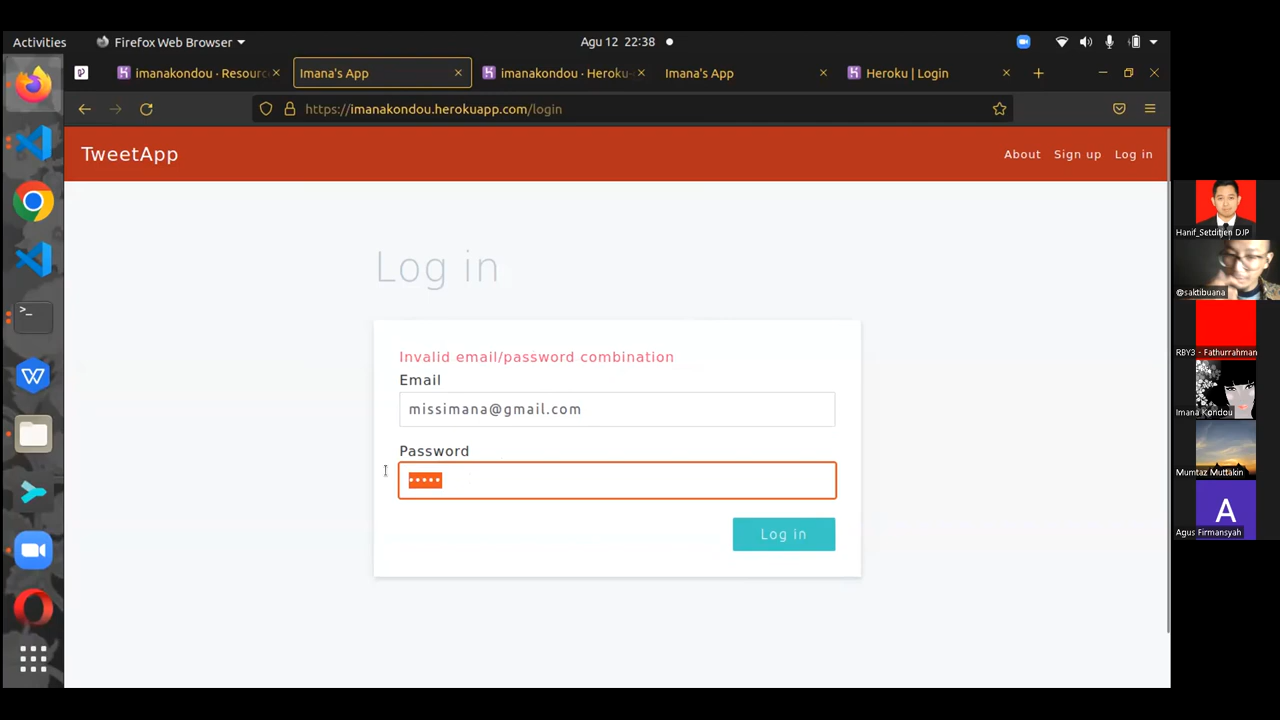 Activities
Firefox Web Browser
Agu 12 22:38
imanakondou · Resourc
Imana's App
imanakondou · Heroku-
Imana's App
Heroku | Login
https://imanakondou.herokuapp.com/login
TweetApp
About
Sign up
Log in
Log in
Invalid email/password combination
Email
missimana@gmail.com
Password
Log in
Hanif_Setditjen DJP
@saktibuana
RBY3 - Fathurrahman
Imana Kondou
Mumtaz Muttakin
A
Agus Firmansyah